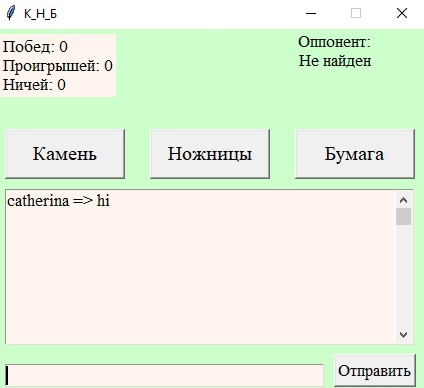 К_Н_Б
Побед: 0
Проигрышей: 0
Ничей: 0
Оппонент:
Не найден
Камень
Ножницы
Бумага
catherina => hi
Отправить